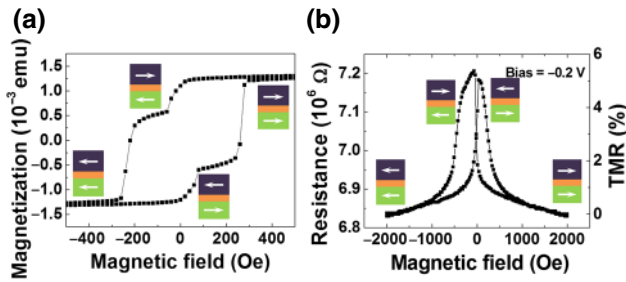 (a)
Magnetization (10⁻³ emu)
1.5
1.0
0.5
0.0
−0.5
−1.0
−1.5
−400 −200 0 200 400
Magnetic field (Oe)
(b)
Bias = −0.2 V
Resistance (10⁶ Ω)
7.2
7.1
7.0
6.9
6.8
−2000 −1000 0 1000 2000
Magnetic field (Oe)
6
4
2
0
TMR (%)